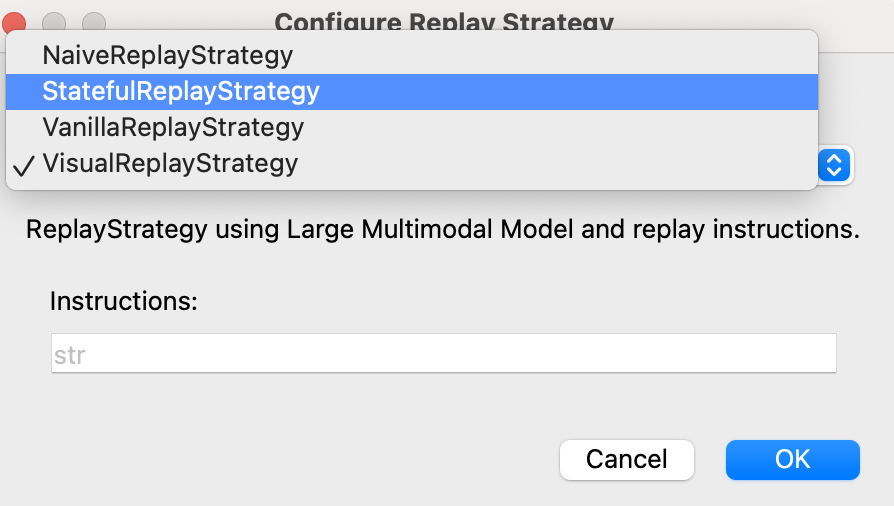 Configure Replay Strategy
NaiveReplayStrategy
StatefulReplayStrategy
VanillaReplayStrategy
✓ VisualReplayStrategy
ReplayStrategy using Large Multimodal Model and replay instructions.
Instructions:
str
Cancel OK